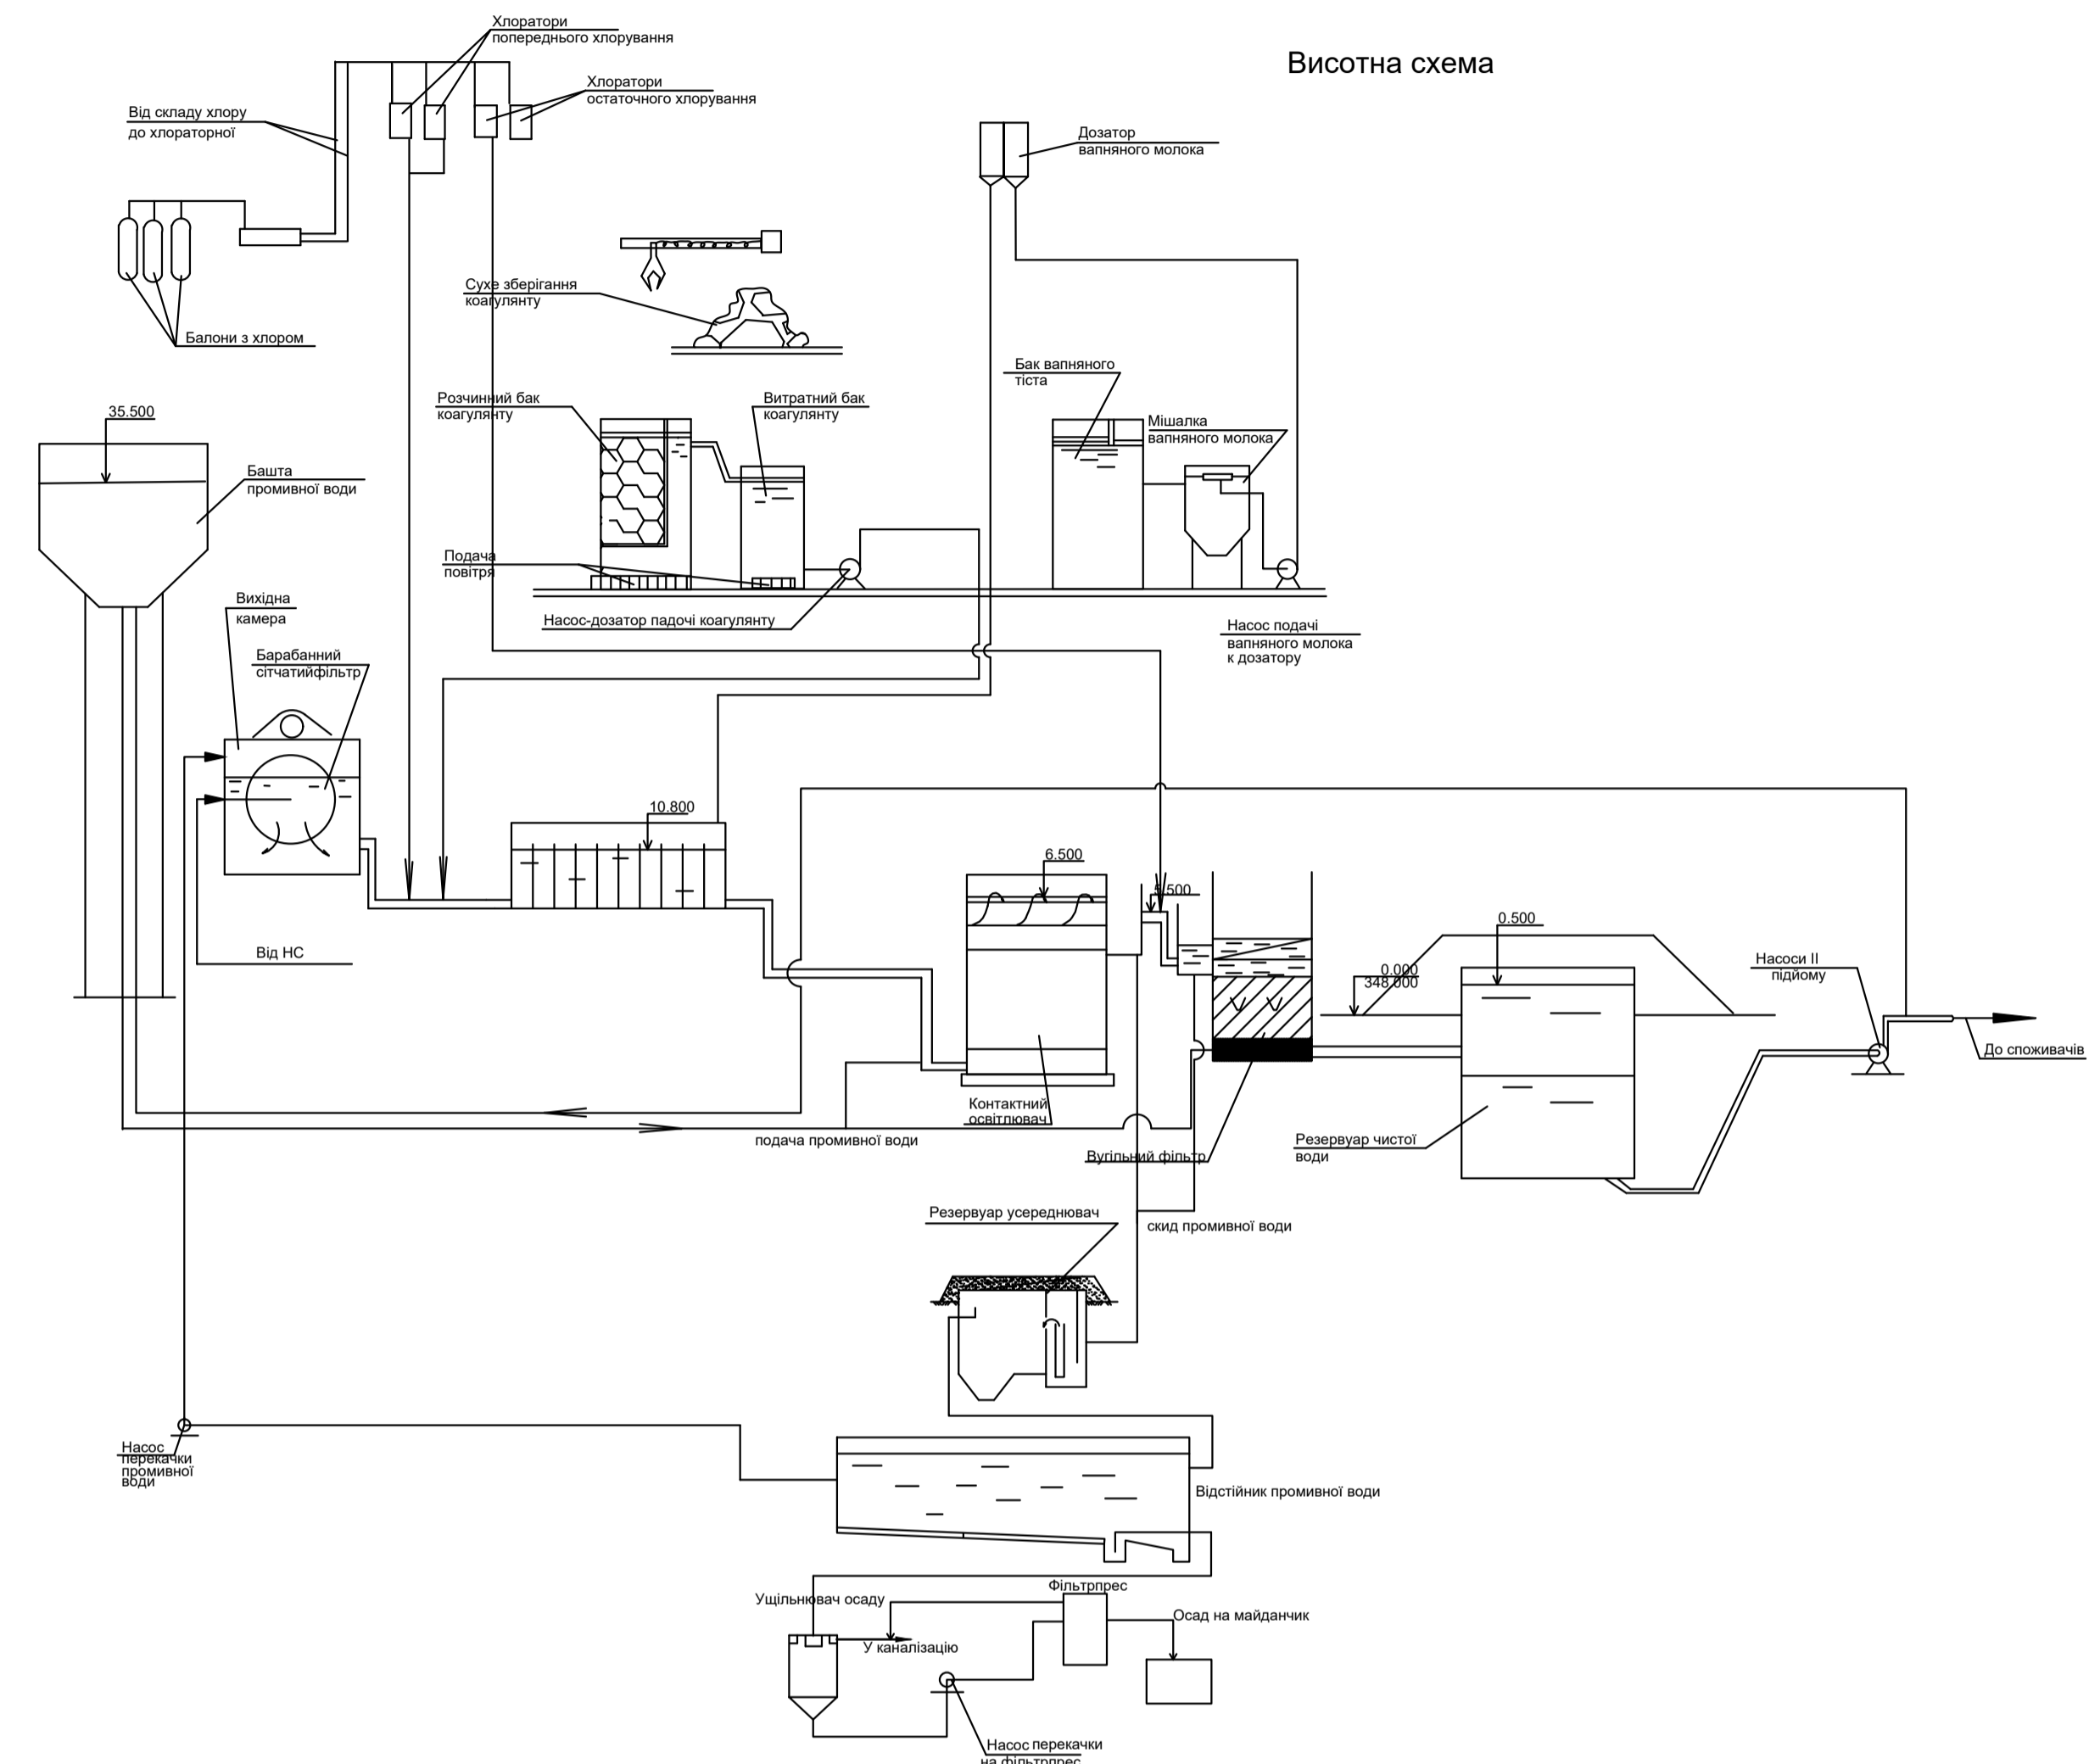 Висотна схема
Хлоратори
попереднього хлорування
Хлоратори
остаточного хлорування
Від складу хлору
до хлораторної
Дозатор
вапняного молока
Сухе зберігання
коагулянту
Балони з хлором
Бак вапняного
тіста
Розчинний бак
коагулянту
Витратний бак
коагулянту
35.500
Мішалка
вапняного молока
Башта
промивної води
Подача
повітря
Вихідна
камера
Насос-дозатор падочі коагулянту
Насос подачі
вапняного молока
к дозатору
Барабанний
сітчатийфільтр
10.800
6.500
5.500
0.500
Від НС
0.000
348.000
Насоси ІІ
підйому
До споживачів
Контактний
освітлювач
подача промивної води
Вугільний фільтр
Резервуар чистої
води
Резервуар усереднювач
скид промивної води
Насос
перекачки
промивної
води
Відстійник промивної води
Фільтрпрес
Ущільнювач осаду
Осад на майданчик
У каналізацію
Насос перекачки
на фільтрпрес